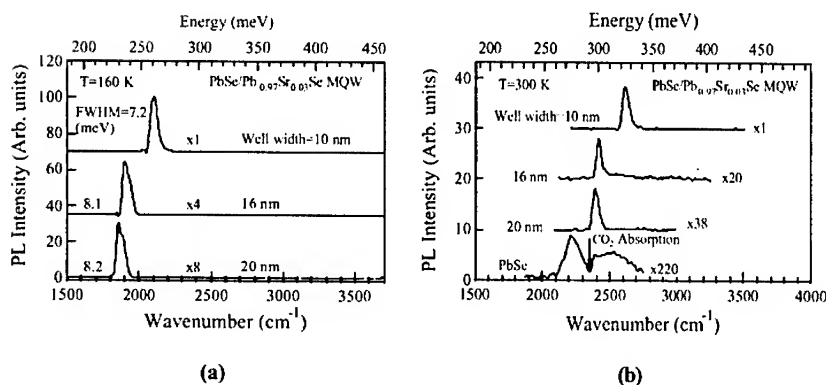 Energy (meV)
200 250 300 350 400 450
120
100
80
60
40
20
0
PL Intensity (Arb. units)
T=160 K PbSe/Pb0.97Sr0.03Se MQW
FWHM=7.2
(meV)
x1 Well width=10 nm
8.1 x4 16 nm
8.2 x8 20 nm
1500 2000 2500 3000 3500
Wavenumber (cm-1)
(a)
Energy (meV)
200 250 300 350 400 450
40
30
20
10
0
PL Intensity (Arb. units)
T=300 K PbSe/Pb0.97Sr0.03Se MQW
Well width=10 nm
x1
16 nm x20
20 nm x38
CO2 Absorption
PbSe x220
1500 2000 2500 3000 3500 4000
Wavenumber (cm-1)
(b)